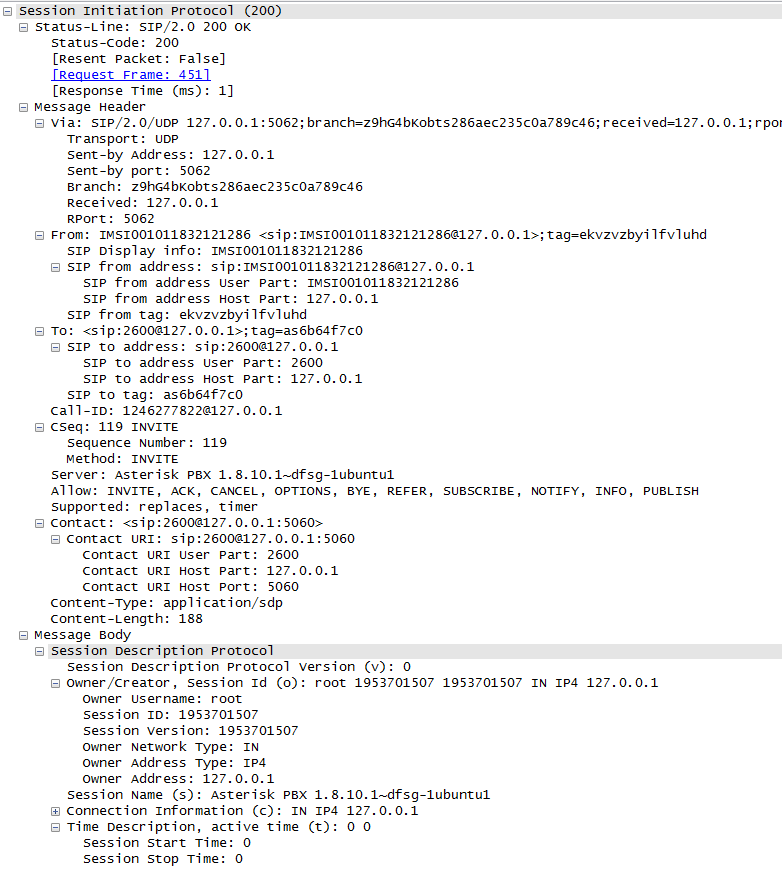 Session Initiation Protocol (200)
Status-Line: SIP/2.0 200 OK
Status-Code: 200
[Resent Packet: False]
[Request Frame: 451]
[Response Time (ms): 1]
Message Header
Via: SIP/2.0/UDP 127.0.0.1:5062;branch=z9hG4bKobts286aec235c0a789c46;received=127.0.0.1;rpor
Transport: UDP
Sent-by Address: 127.0.0.1
Sent-by port: 5062
Branch: z9hG4bKobts286aec235c0a789c46
Received: 127.0.0.1
RPort: 5062
From: IMSI001011832121286 <sip:IMSI001011832121286@127.0.0.1>;tag=ekvzvzbyilfvluhd
SIP Display info: IMSI001011832121286
SIP from address: sip:IMSI001011832121286@127.0.0.1
SIP from address User Part: IMSI001011832121286
SIP from address Host Part: 127.0.0.1
SIP from tag: ekvzvzbyilfvluhd
To: <sip:2600@127.0.0.1>;tag=as6b64f7c0
SIP to address: sip:2600@127.0.0.1
SIP to address User Part: 2600
SIP to address Host Part: 127.0.0.1
SIP to tag: as6b64f7c0
Call-ID: 1246277822@127.0.0.1
CSeq: 119 INVITE
Sequence Number: 119
Method: INVITE
Server: Asterisk PBX 1.8.10.1~dfsg-1ubuntu1
Allow: INVITE, ACK, CANCEL, OPTIONS, BYE, REFER, SUBSCRIBE, NOTIFY, INFO, PUBLISH
Supported: replaces, timer
Contact: <sip:2600@127.0.0.1:5060>
Contact URI: sip:2600@127.0.0.1:5060
Contact URI User Part: 2600
Contact URI Host Part: 127.0.0.1
Contact URI Host Port: 5060
Content-Type: application/sdp
Content-Length: 188
Message Body
Session Description Protocol
Session Description Protocol Version (v): 0
Owner/Creator, Session Id (o): root 1953701507 1953701507 IN IP4 127.0.0.1
Owner Username: root
Session ID: 1953701507
Session Version: 1953701507
Owner Network Type: IN
Owner Address Type: IP4
Owner Address: 127.0.0.1
Session Name (s): Asterisk PBX 1.8.10.1~dfsg-1ubuntu1
Connection Information (c): IN IP4 127.0.0.1
Time Description, active time (t): 0 0
Session Start Time: 0
Session Stop Time: 0